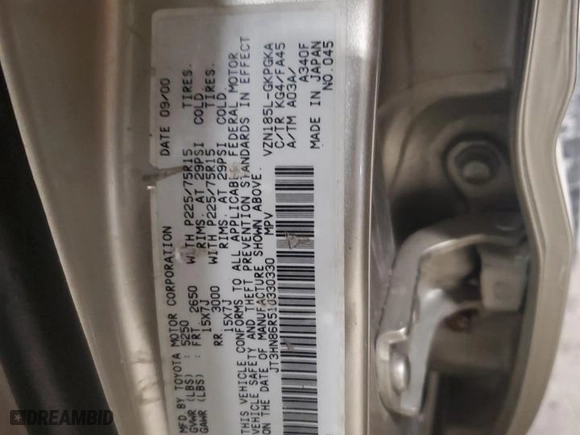 MFD BY TOYOTA MOTOR CORPORATION DATE 09/00
GVWR (LBS) : 5250
GAWR (LBS) : FRT 2650 WITH P225/75R15 TIRES.
15X7J RIMS. AT 29PSI COLD
RR 3000 WITH P225/75R15 TIRES.
15X7J RIMS. AT 29PSI COLD
THIS VEHICLE CONFORMS TO ALL APPLICABLE FEDERAL MOTOR
VEHICLE SAFETY AND THEFT PREVENTION STANDARDS IN EFFECT
ON THE DATE OF MANUFACTURE SHOWN ABOVE.
JT3HN86R510330330 MPV
VZN185L-GKPGKA
C/TR KG4/FA45
A/TM A03A/ A340F
MADE IN JAPAN
NO.045
DREAMBID